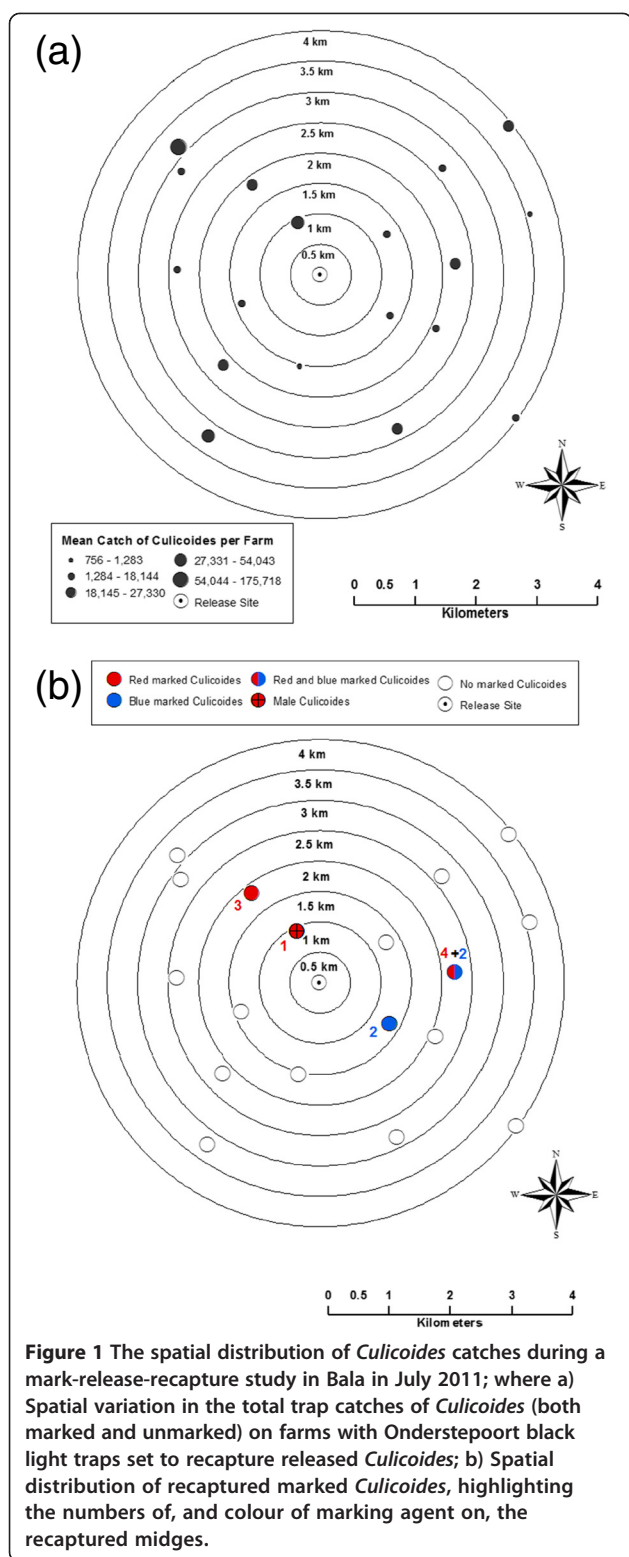 (a)
4 km
3.5 km
3 km
2.5 km
2 km
1.5 km
1 km
0.5 km
N
W E
S
Mean Catch of Culicoides per Farm
756 - 1,283
27,331 - 54,043
1,284 - 18,144
54,044 - 175,718
18,145 - 27,330
Release Site
0 0.5 1 2 3 4
Kilometers
(b)
Red marked Culicoides
Red and blue marked Culicoides
No marked Culicoides
Blue marked Culicoides
Male Culicoides
Release Site
4 km
3.5 km
3 km
2.5 km
2 km
3
1.5 km
1
1 km
4 +2
0.5 km
2
N
W E
S
0 0.5 1 2 3 4
Kilometers
Figure 1 The spatial distribution of Culicoides catches during a
mark-release-recapture study in Bala in July 2011; where a)
Spatial variation in the total trap catches of Culicoides (both
marked and unmarked) on farms with Onderstepoort black
light traps set to recapture released Culicoides; b) Spatial
distribution of recaptured marked Culicoides, highlighting
the numbers of, and colour of marking agent on, the
recaptured midges.